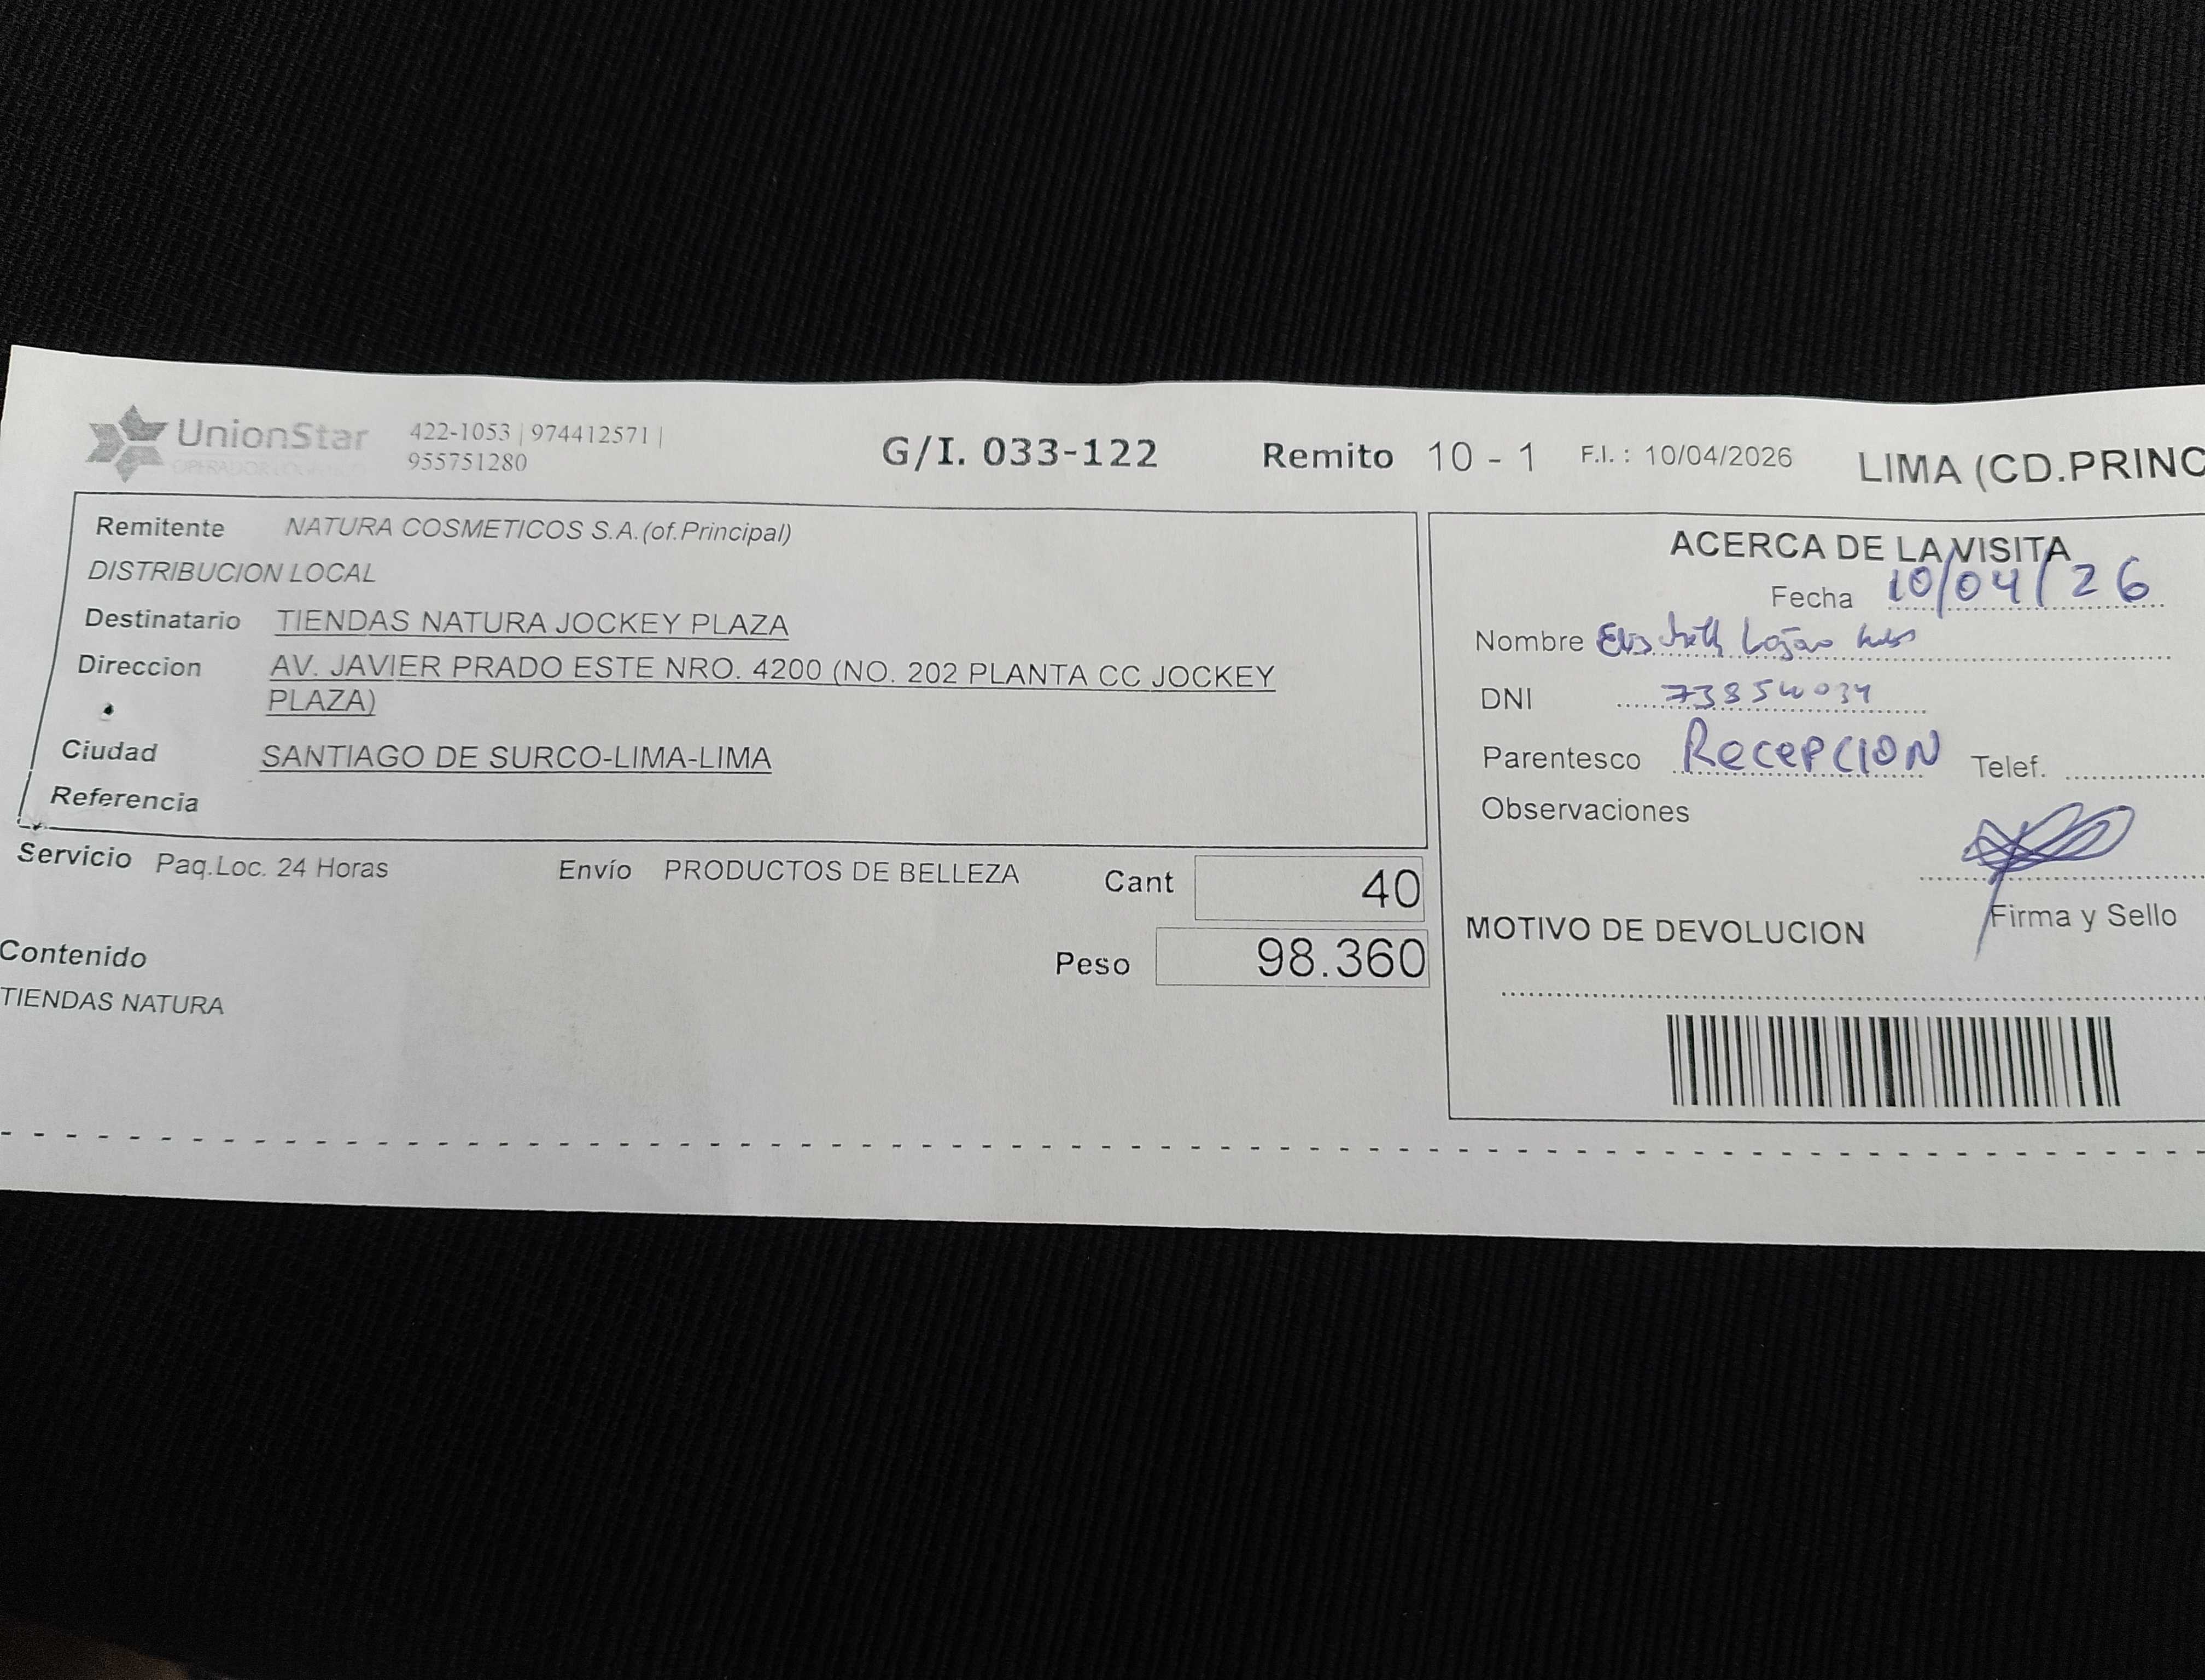 UnionStar
422-1053 | 974412571 |
955751280
G/I. 033-122
Remito 10 - 1 F.I. : 10/04/2026
LIMA (CD.PRINC
Remitente NATURA COSMETICOS S.A.(of.Principal)
DISTRIBUCION LOCAL
Destinatario TIENDAS NATURA JOCKEY PLAZA
Direccion AV. JAVIER PRADO ESTE NRO. 4200 (NO. 202 PLANTA CC JOCKEY
PLAZA)
Ciudad SANTIAGO DE SURCO-LIMA-LIMA
Referencia
Servicio Paq.Loc. 24 Horas Envío PRODUCTOS DE BELLEZA Cant 40
Peso 98.360
Contenido
TIENDAS NATURA
ACERCA DE LA VISITA
Fecha 10/04/26
Nombre
DNI
Parentesco RecepCION Telef.
Observaciones
Firma y Sello
MOTIVO DE DEVOLUCION